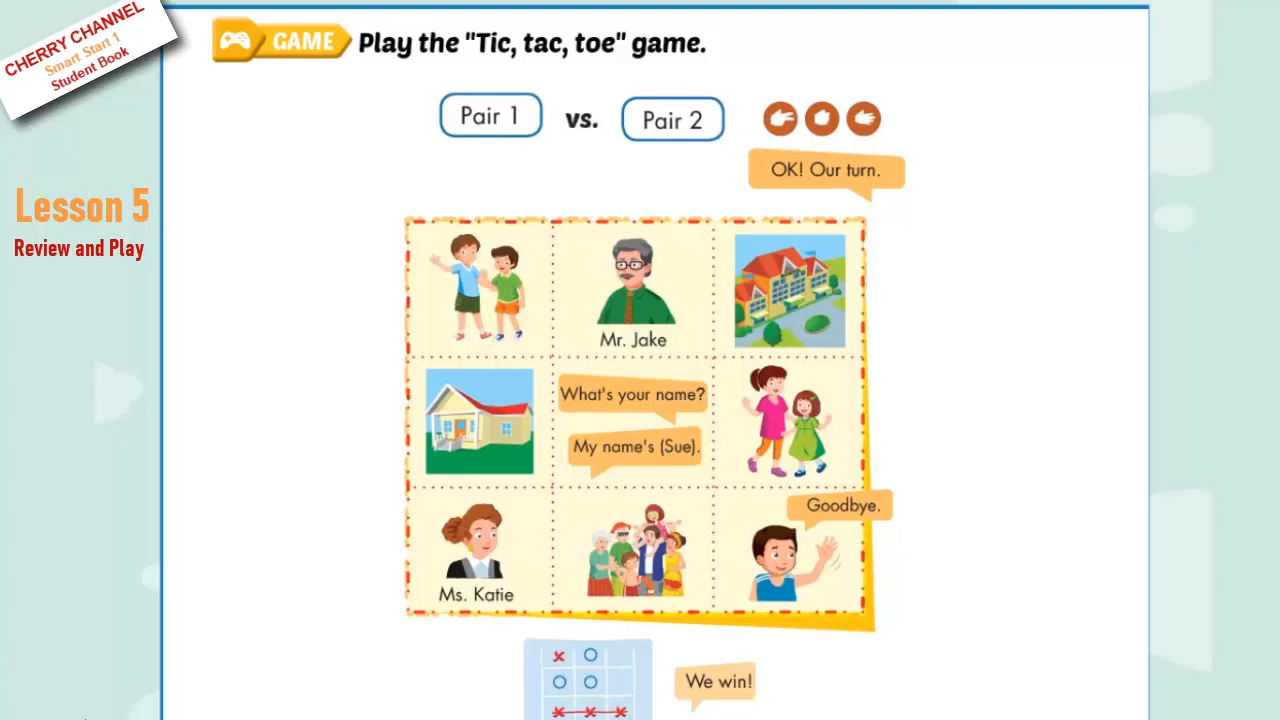 CHERRY CHANNEL
Smart Start 1
Student Book
GAME Play the "Tic, tac, toe" game.
Pair 1 vs. Pair 2
OK! Our turn.
Lesson 5
Review and Play
Mr. Jake
What's your name?
My name's (Sue).
Goodbye.
Ms. Katie
We win!